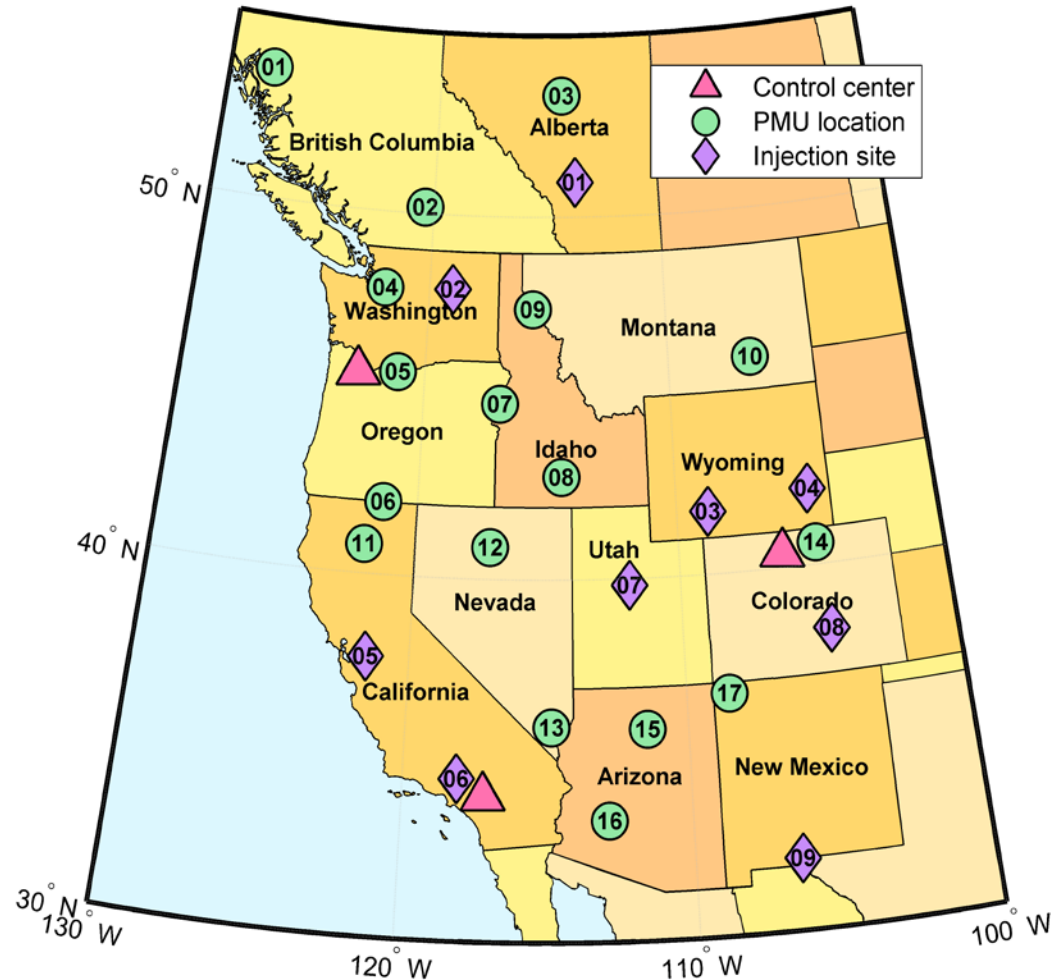 01
03
Control center
PMU location
Injection site
Alberta
British Columbia
01
50° N
02
04
02
Washington
09
Montana
10
05
07
Oregon
Idaho
08
Wyoming
04
03
06
11
12
14
40° N
Utah
07
Nevada
Colorado
08
05
California
17
13
15
06
Arizona
New Mexico
16
09
30° N
130° W
120° W
110° W
100° W